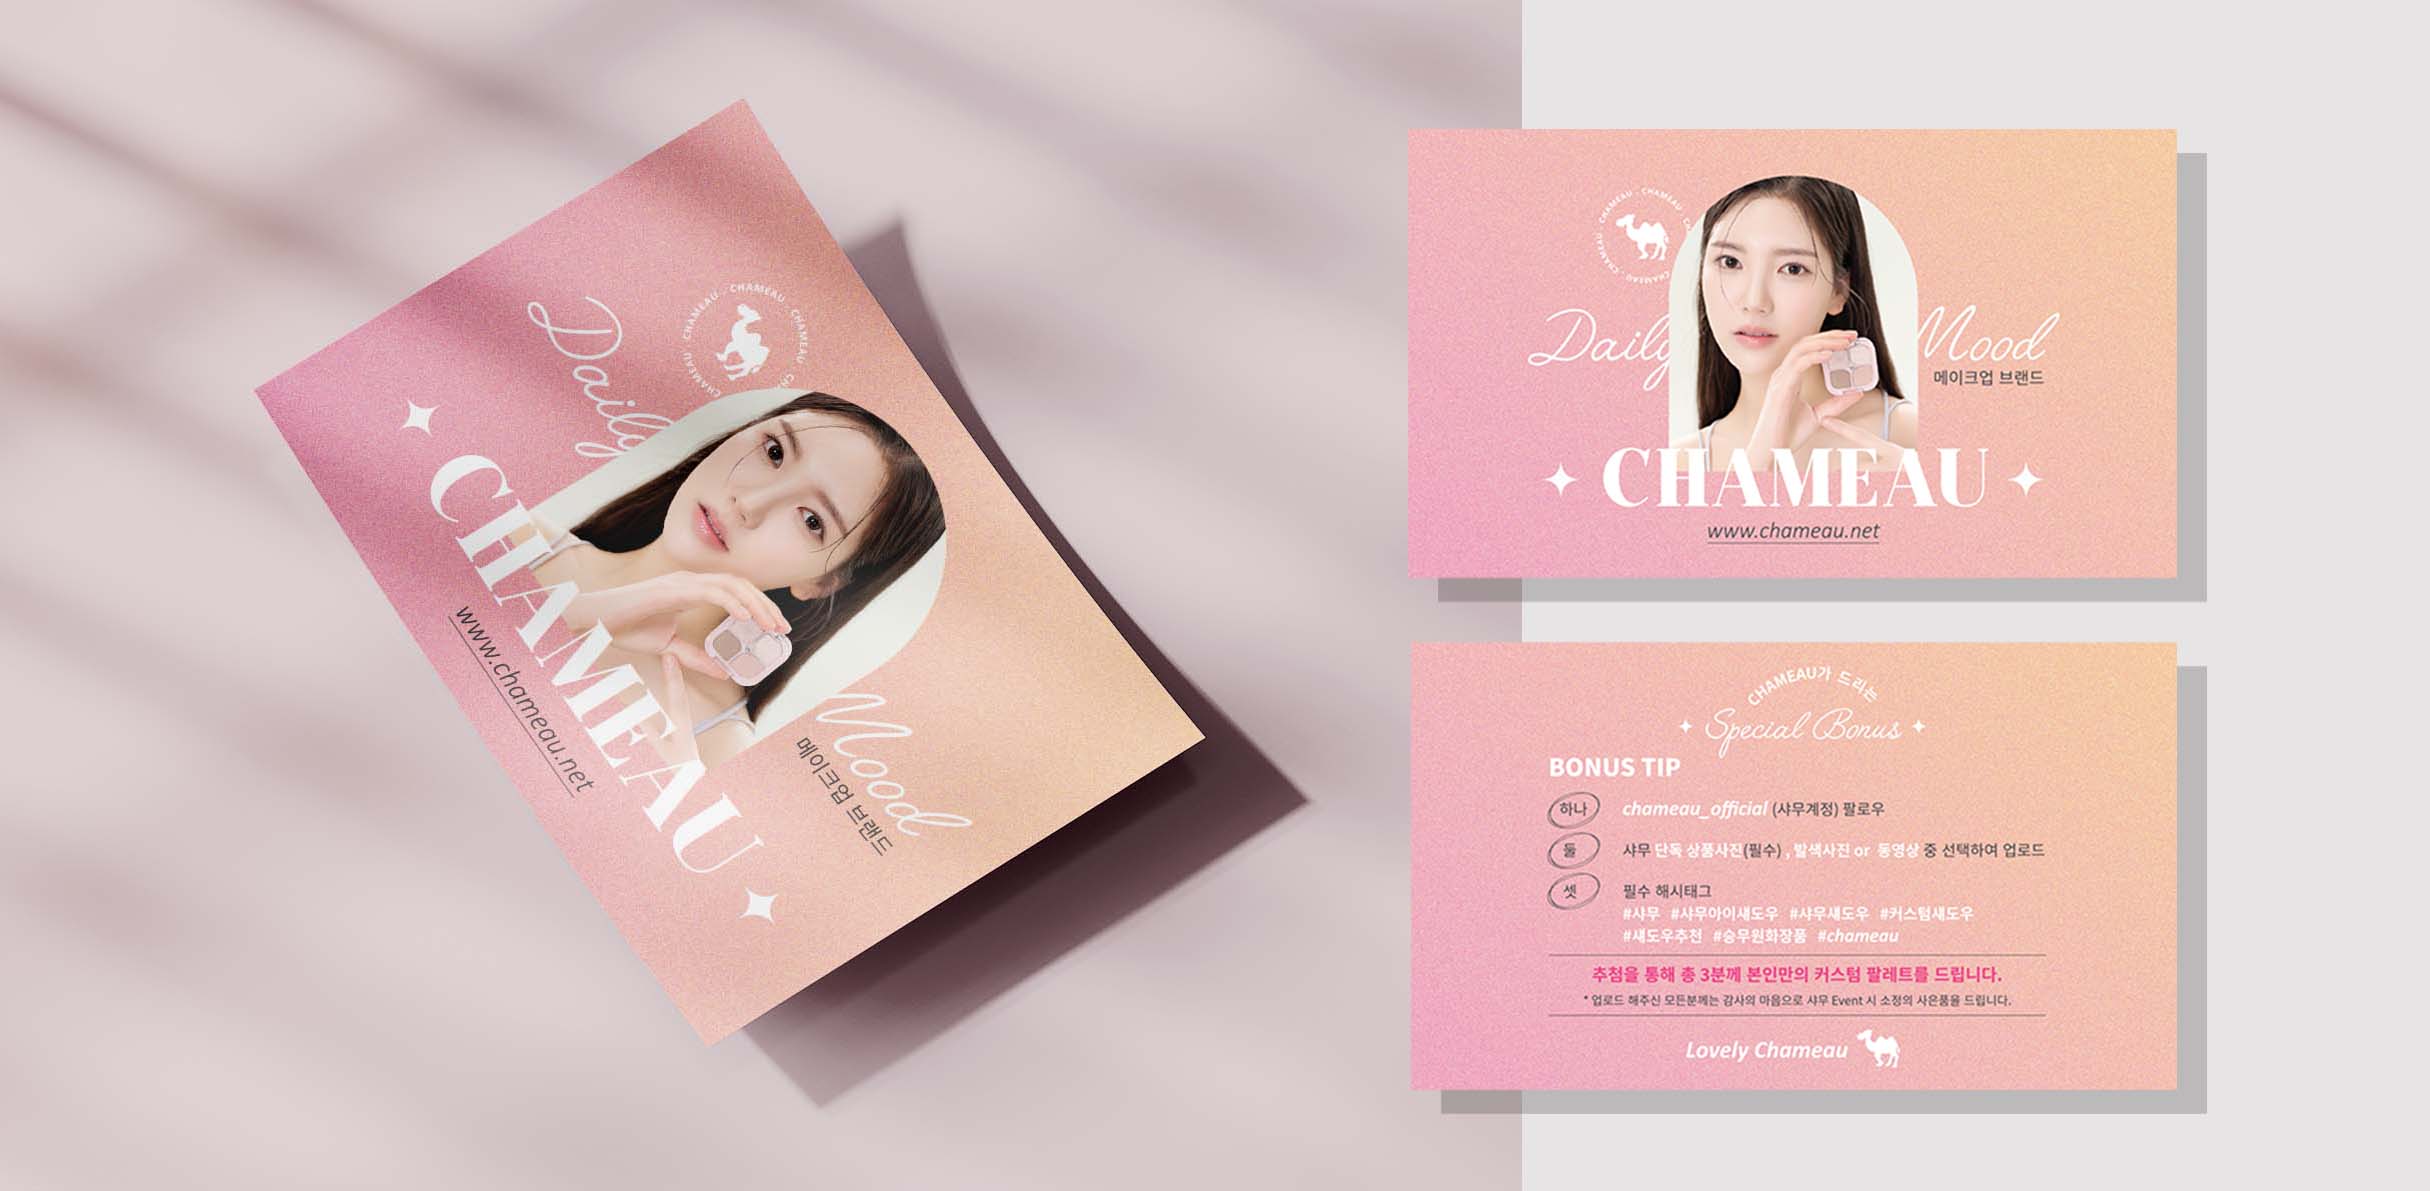 CHAMEAU · CHAMEAU · CHAMEAU · CHAMEAU
Daily
Mood
메이크업 브랜드
CHAMEAU
www.chameau.net
CHAMEAU · CHAMEAU · CHAMEAU · CHAMEAU
Daily Mood
메이크업 브랜드
CHAMEAU
www.chameau.net
CHAMEAU가 드리는
Special Bonus
BONUS TIP
하나 chameau_official (샤무계정) 팔로우
둘 샤무 단독 상품사진(필수) , 발색사진 or 동영상 중 선택하여 업로드
셋 필수 해시태그
#샤무 #샤무아이섀도우 #샤무섀도우 #커스텀섀도우
#섀도우추천 #승무원화장품 #chameau
추첨을 통해 총 3분께 본인만의 커스텀 팔레트를 드립니다.
* 업로드 해주신 모든분께는 감사의 마음으로 샤무 Event 시 소정의 사은품을 드립니다.
Lovely Chameau